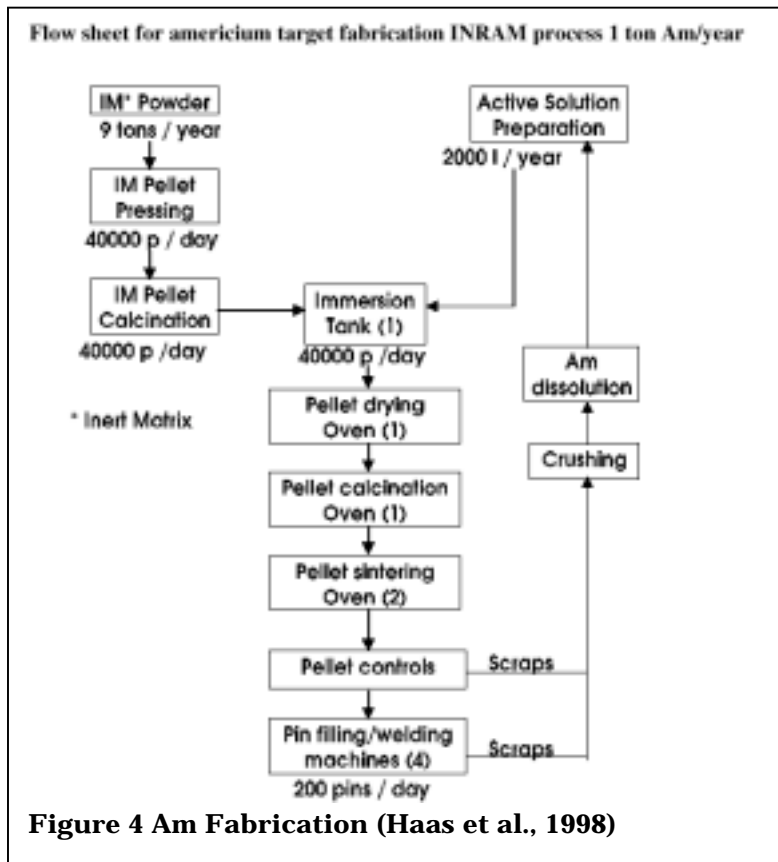 Flow sheet for americium target fabrication INRAM process 1 ton Am/year
IM* Powder
9 tons / year
IM Pellet
Pressing
40000 p / day
IM Pellet
Calcination
40000 p /day
* Inert Matrix
Active Solution
Preparation
2000 l / year
Immersion
Tank (1)
40000 p / day
Pellet drying
Oven (1)
Pellet calcination
Oven (1)
Pellet sintering
Oven (2)
Pellet controls
Scraps
Pin filling/welding
machines (4)
Scraps
200 pins / day
Am
dissolution
Crushing
Figure 4 Am Fabrication (Haas et al., 1998)